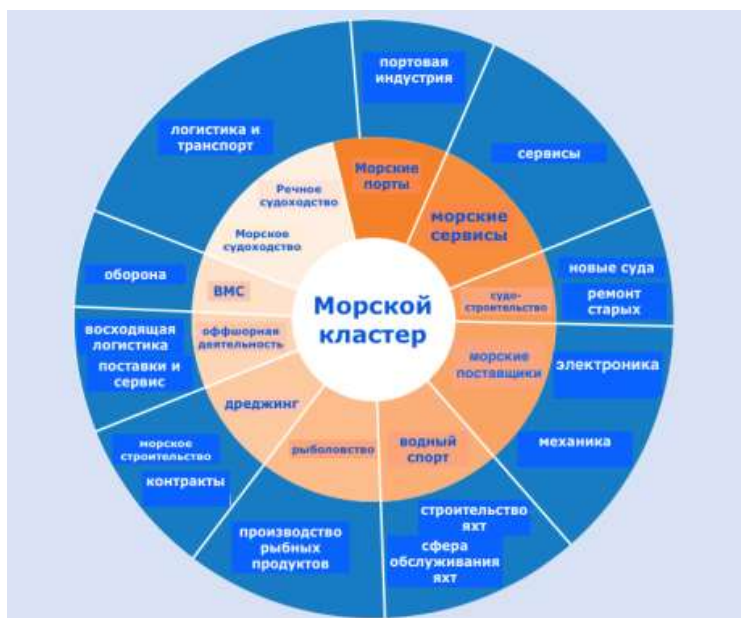 портовая
индустрия
логистика и
транспорт
сервисы
Морские
порты
Речное
судоходство
морские
сервисы
Морское
судоходство
новые суда
оборона
ВМС
судо-
строительство
ремонт
старых
Морской
кластер
восходящая
логистика
оффшорная
деятельность
поставки и
сервис
морские
поставщики
электроника
дреджинг
морское
строительство
рыболовство
водный
спорт
механика
контракты
строительство
яхт
производство
рыбных
продуктов
сфера
обслуживания
яхт